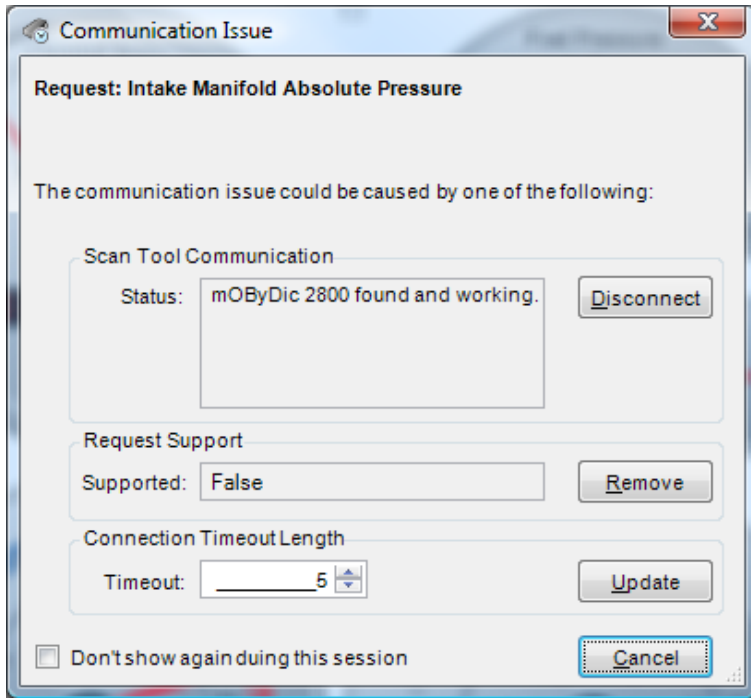 Communication Issue
Request: Intake Manifold Absolute Pressure
The communication issue could be caused by one of the following:
Scan Tool Communication
Status: mOByDic 2800 found and working. Disconnect
Request Support
Supported: False Remove
Connection Timeout Length
Timeout: 5 Update
Don't show again duing this session Cancel